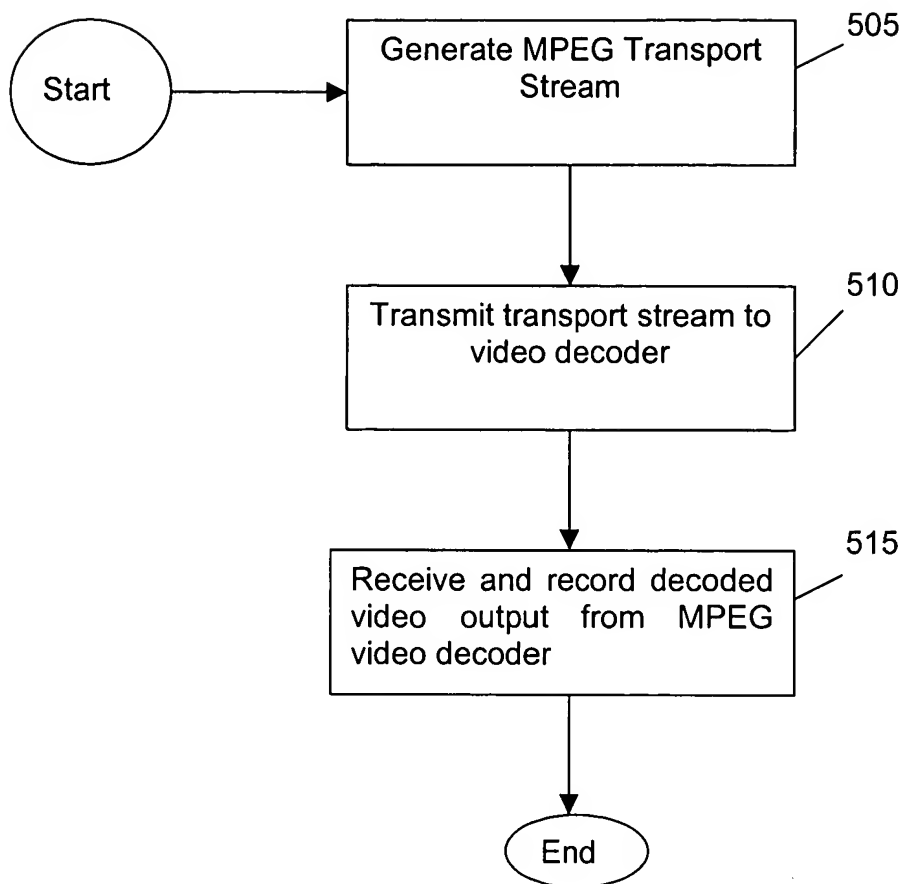 Start
Generate MPEG Transport
Stream
505
Transmit transport stream to
video decoder
510
Receive and record decoded
video output from MPEG
video decoder
515
End